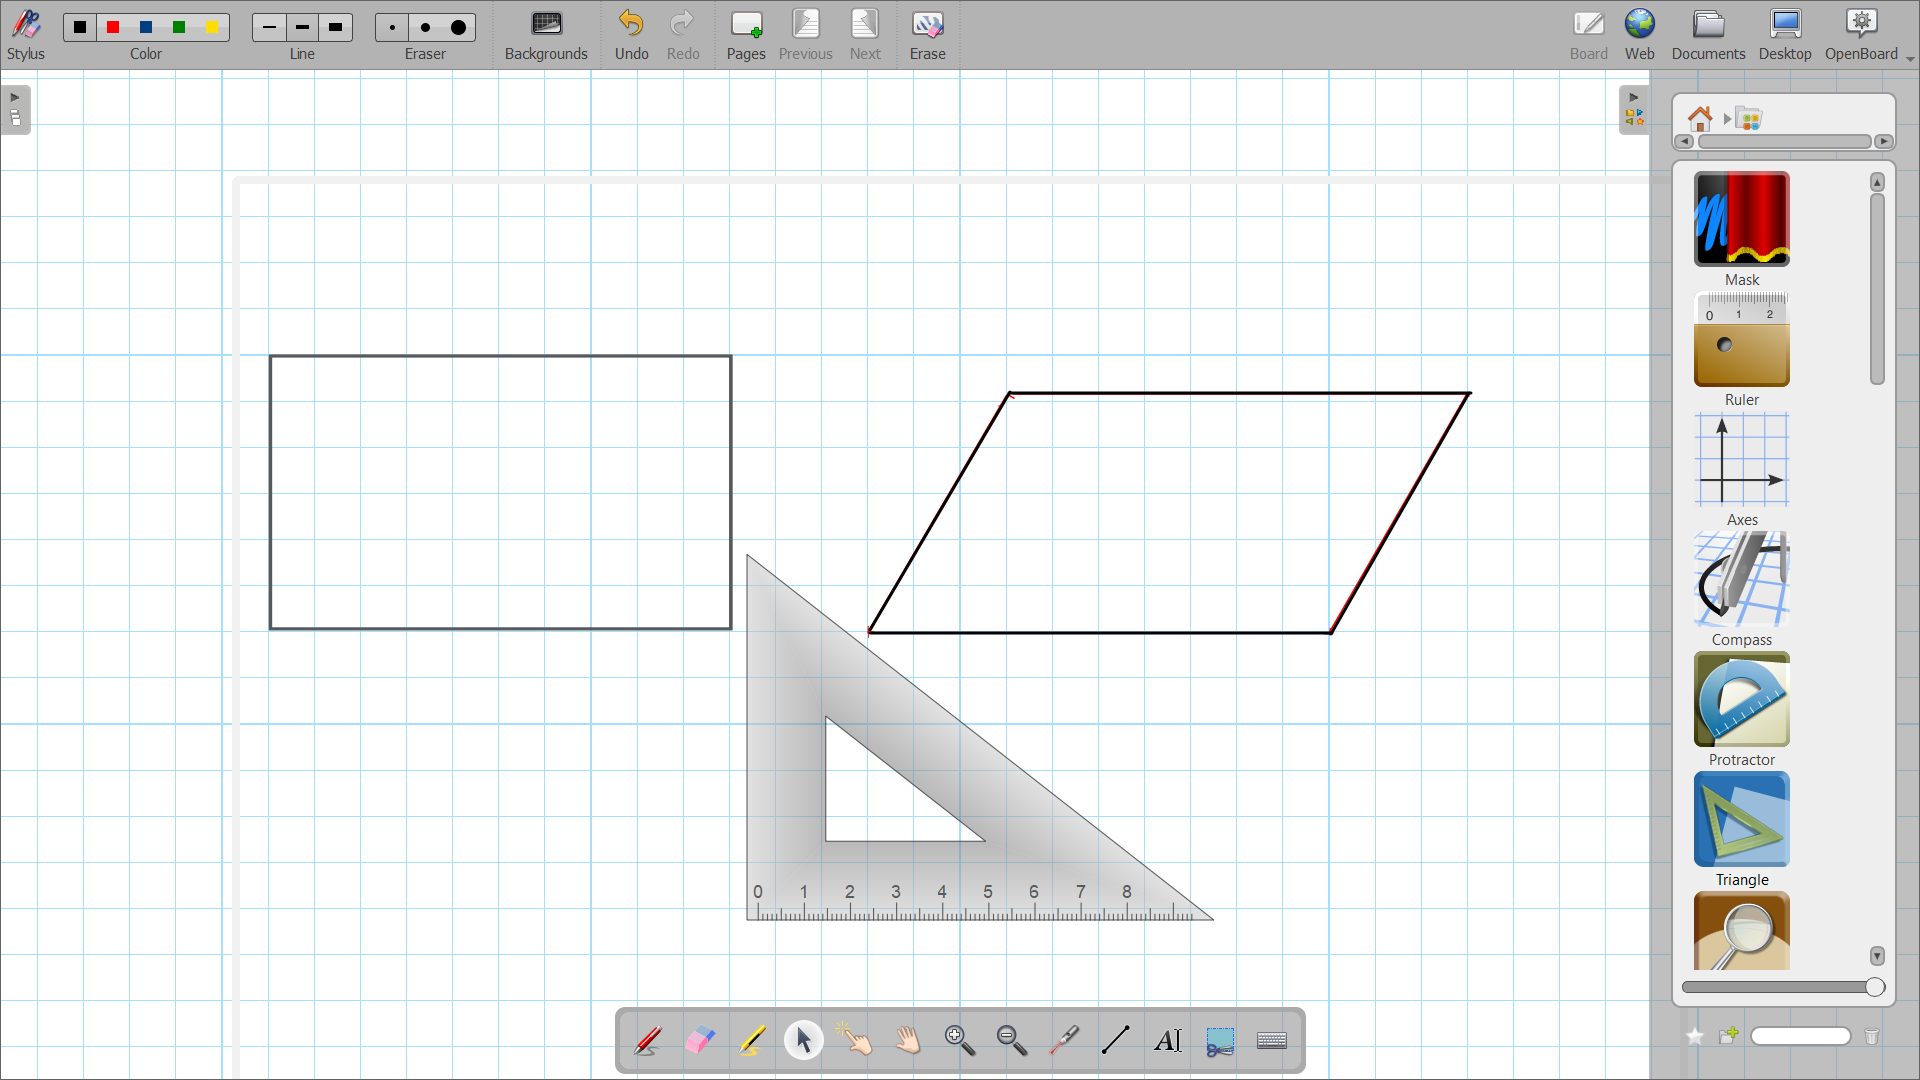 Stylus Color Line Eraser Backgrounds Undo Redo Pages Previous Next Erase Board Web Documents Desktop OpenBoard
Mask
0 1 2
Ruler
Axes
Compass
Protractor
Triangle
0 1 2 3 4 5 6 7 8
AI